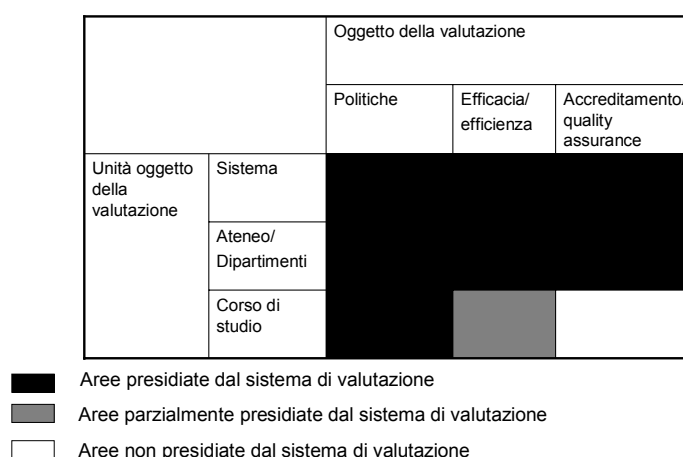 Oggetto della valutazione
Politiche
Efficacia/
efficienza
Accreditamento/
quality
assurance
Unità oggetto
della
valutazione
Sistema
Ateneo/
Dipartimenti
Corso di
studio
Aree presidiate dal sistema di valutazione
Aree parzialmente presidiate dal sistema di valutazione
Aree non presidiate dal sistema di valutazione